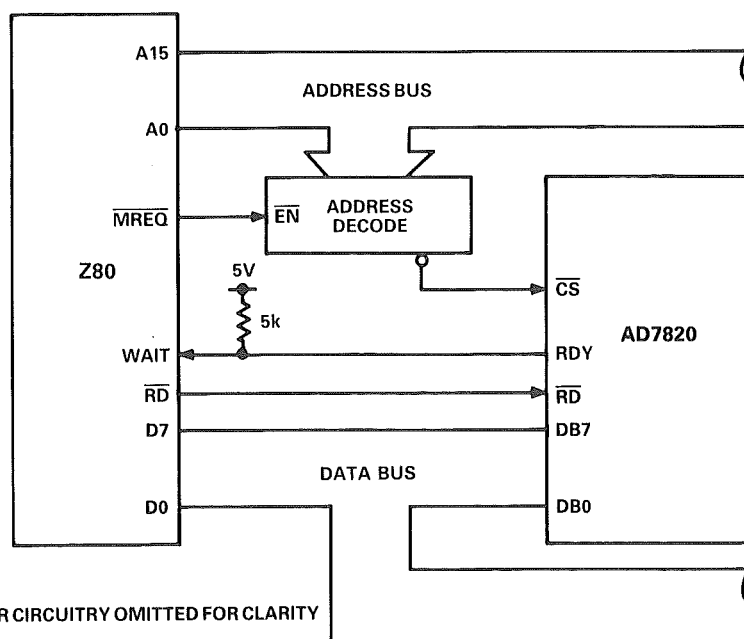 A15
ADDRESS BUS
A0
MREQ
EN
ADDRESS
DECODE
Z80
5V
5k
CS
AD7820
WAIT
RDY
RD
RD
D7
DB7
DATA BUS
D0
DB0
R CIRCUITRY OMITTED FOR CLARITY